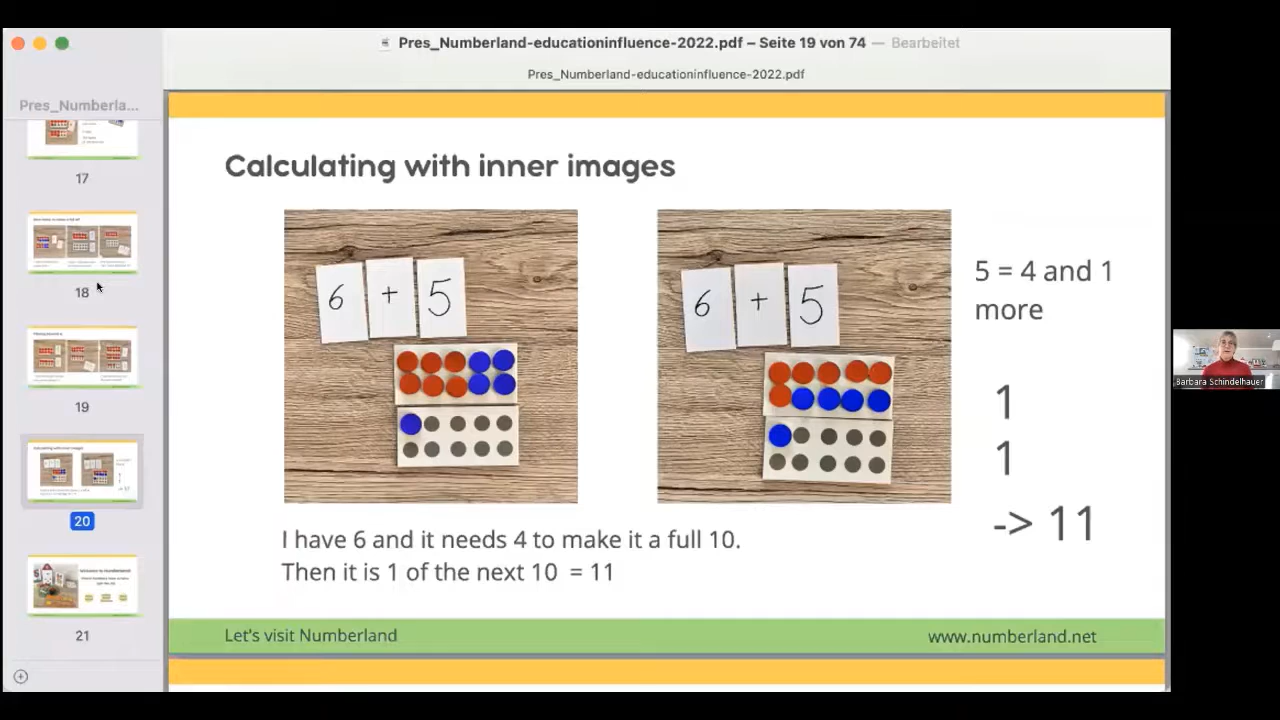 Pres_Numberland-educationinfluence-2022.pdf – Seite 19 von 74 — Bearbeitet
Pres_Numberland-educationinfluence-2022.pdf
Pres_Numberla...
17
18
19
20
21
Calculating with inner images
6 + 5
6 + 5
5 = 4 and 1
more
1
1
-> 11
I have 6 and it needs 4 to make it a full 10.
Then it is 1 of the next 10 = 11
Let's visit Numberland
www.numberland.net
Barbara Schindelhauer